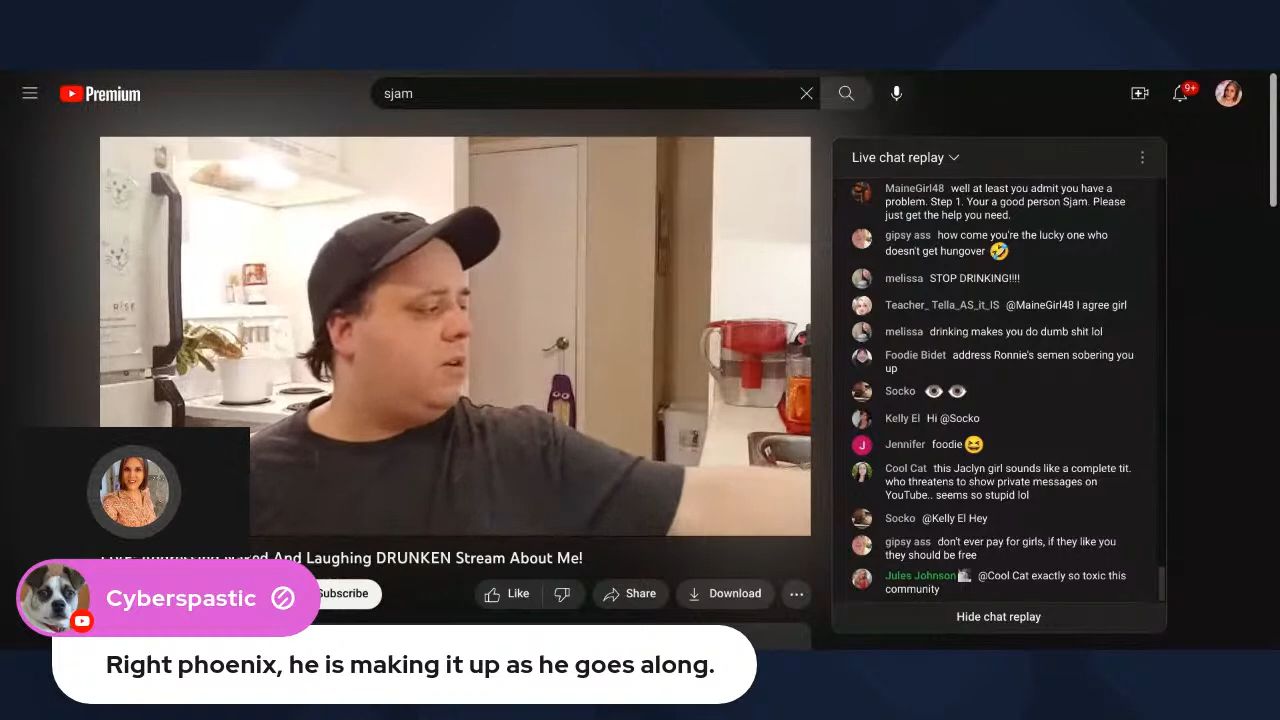 Premium
sjam
9+
RISE
Live chat replay
MaineGirl48 well at least you admit you have a
problem. Step 1. Your a good person Sjam. Please
just get the help you need.
gipsy ass how come you're the lucky one who
doesn't get hungover 🤣
melissa STOP DRINKING!!!!
Teacher_ Tella_AS_it_IS @MaineGirl48 I agree girl
melissa drinking makes you do dumb shit lol
Foodie Bidet address Ronnie's semen sobering you
up
Socko 👁👁
Kelly El Hi @Socko
J Jennifer foodie😆
Cool Cat this Jaclyn girl sounds like a complete tit.
who threatens to show private messages on
YouTube.. seems so stupid lol
Socko @Kelly El Hey
gipsy ass don't ever pay for girls, if they like you
they should be free
Jules Johnson @Cool Cat exactly so toxic this
community
Hide chat replay
And Laughing DRUNKEN Stream About Me!
Subscribe
Like
Share
Download
Cyberspastic
Right phoenix, he is making it up as he goes along.